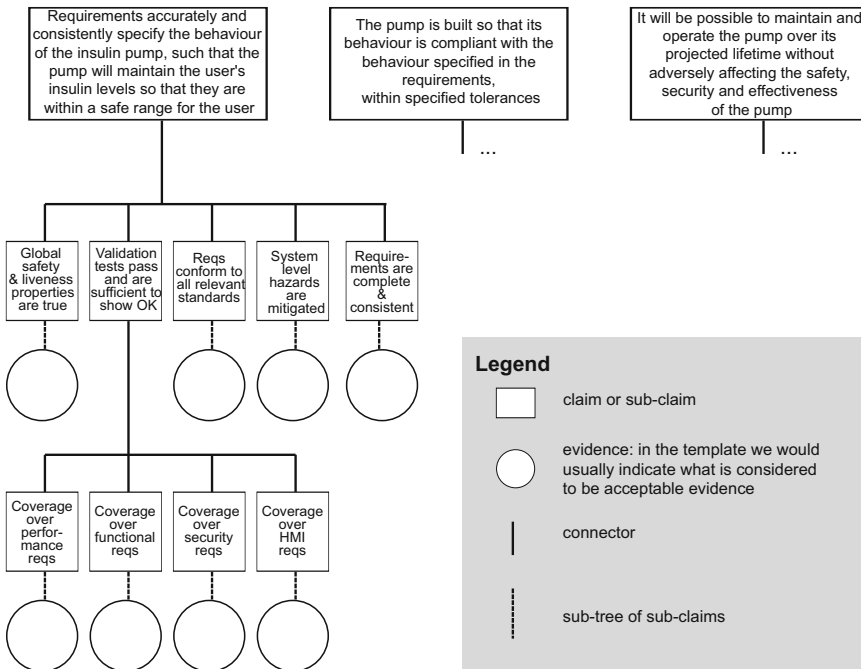 Requirements accurately and
consistently specify the behaviour
of the insulin pump, such that the
pump will maintain the user's
insulin levels so that they are
within a safe range for the user
The pump is built so that its
behaviour is compliant with the
behaviour specified in the
requirements,
within specified tolerances
It will be possible to maintain and
operate the pump over its
projected lifetime without
adversely affecting the safety,
security and effectiveness
of the pump
...
...
Global
safety
& liveness
properties
are true
Validation
tests pass
and are
sufficient to
show OK
Reqs
conform to
all relevant
standards
System
level
hazards
are
mitigated
Require-
ments are
complete
&
consistent
Coverage
over
perfor-
mance
reqs
Coverage
over
functional
reqs
Coverage
over
security
reqs
Coverage
over
HMI
reqs
Legend
claim or sub-claim
evidence: in the template we would
usually indicate what is considered
to be acceptable evidence
connector
sub-tree of sub-claims